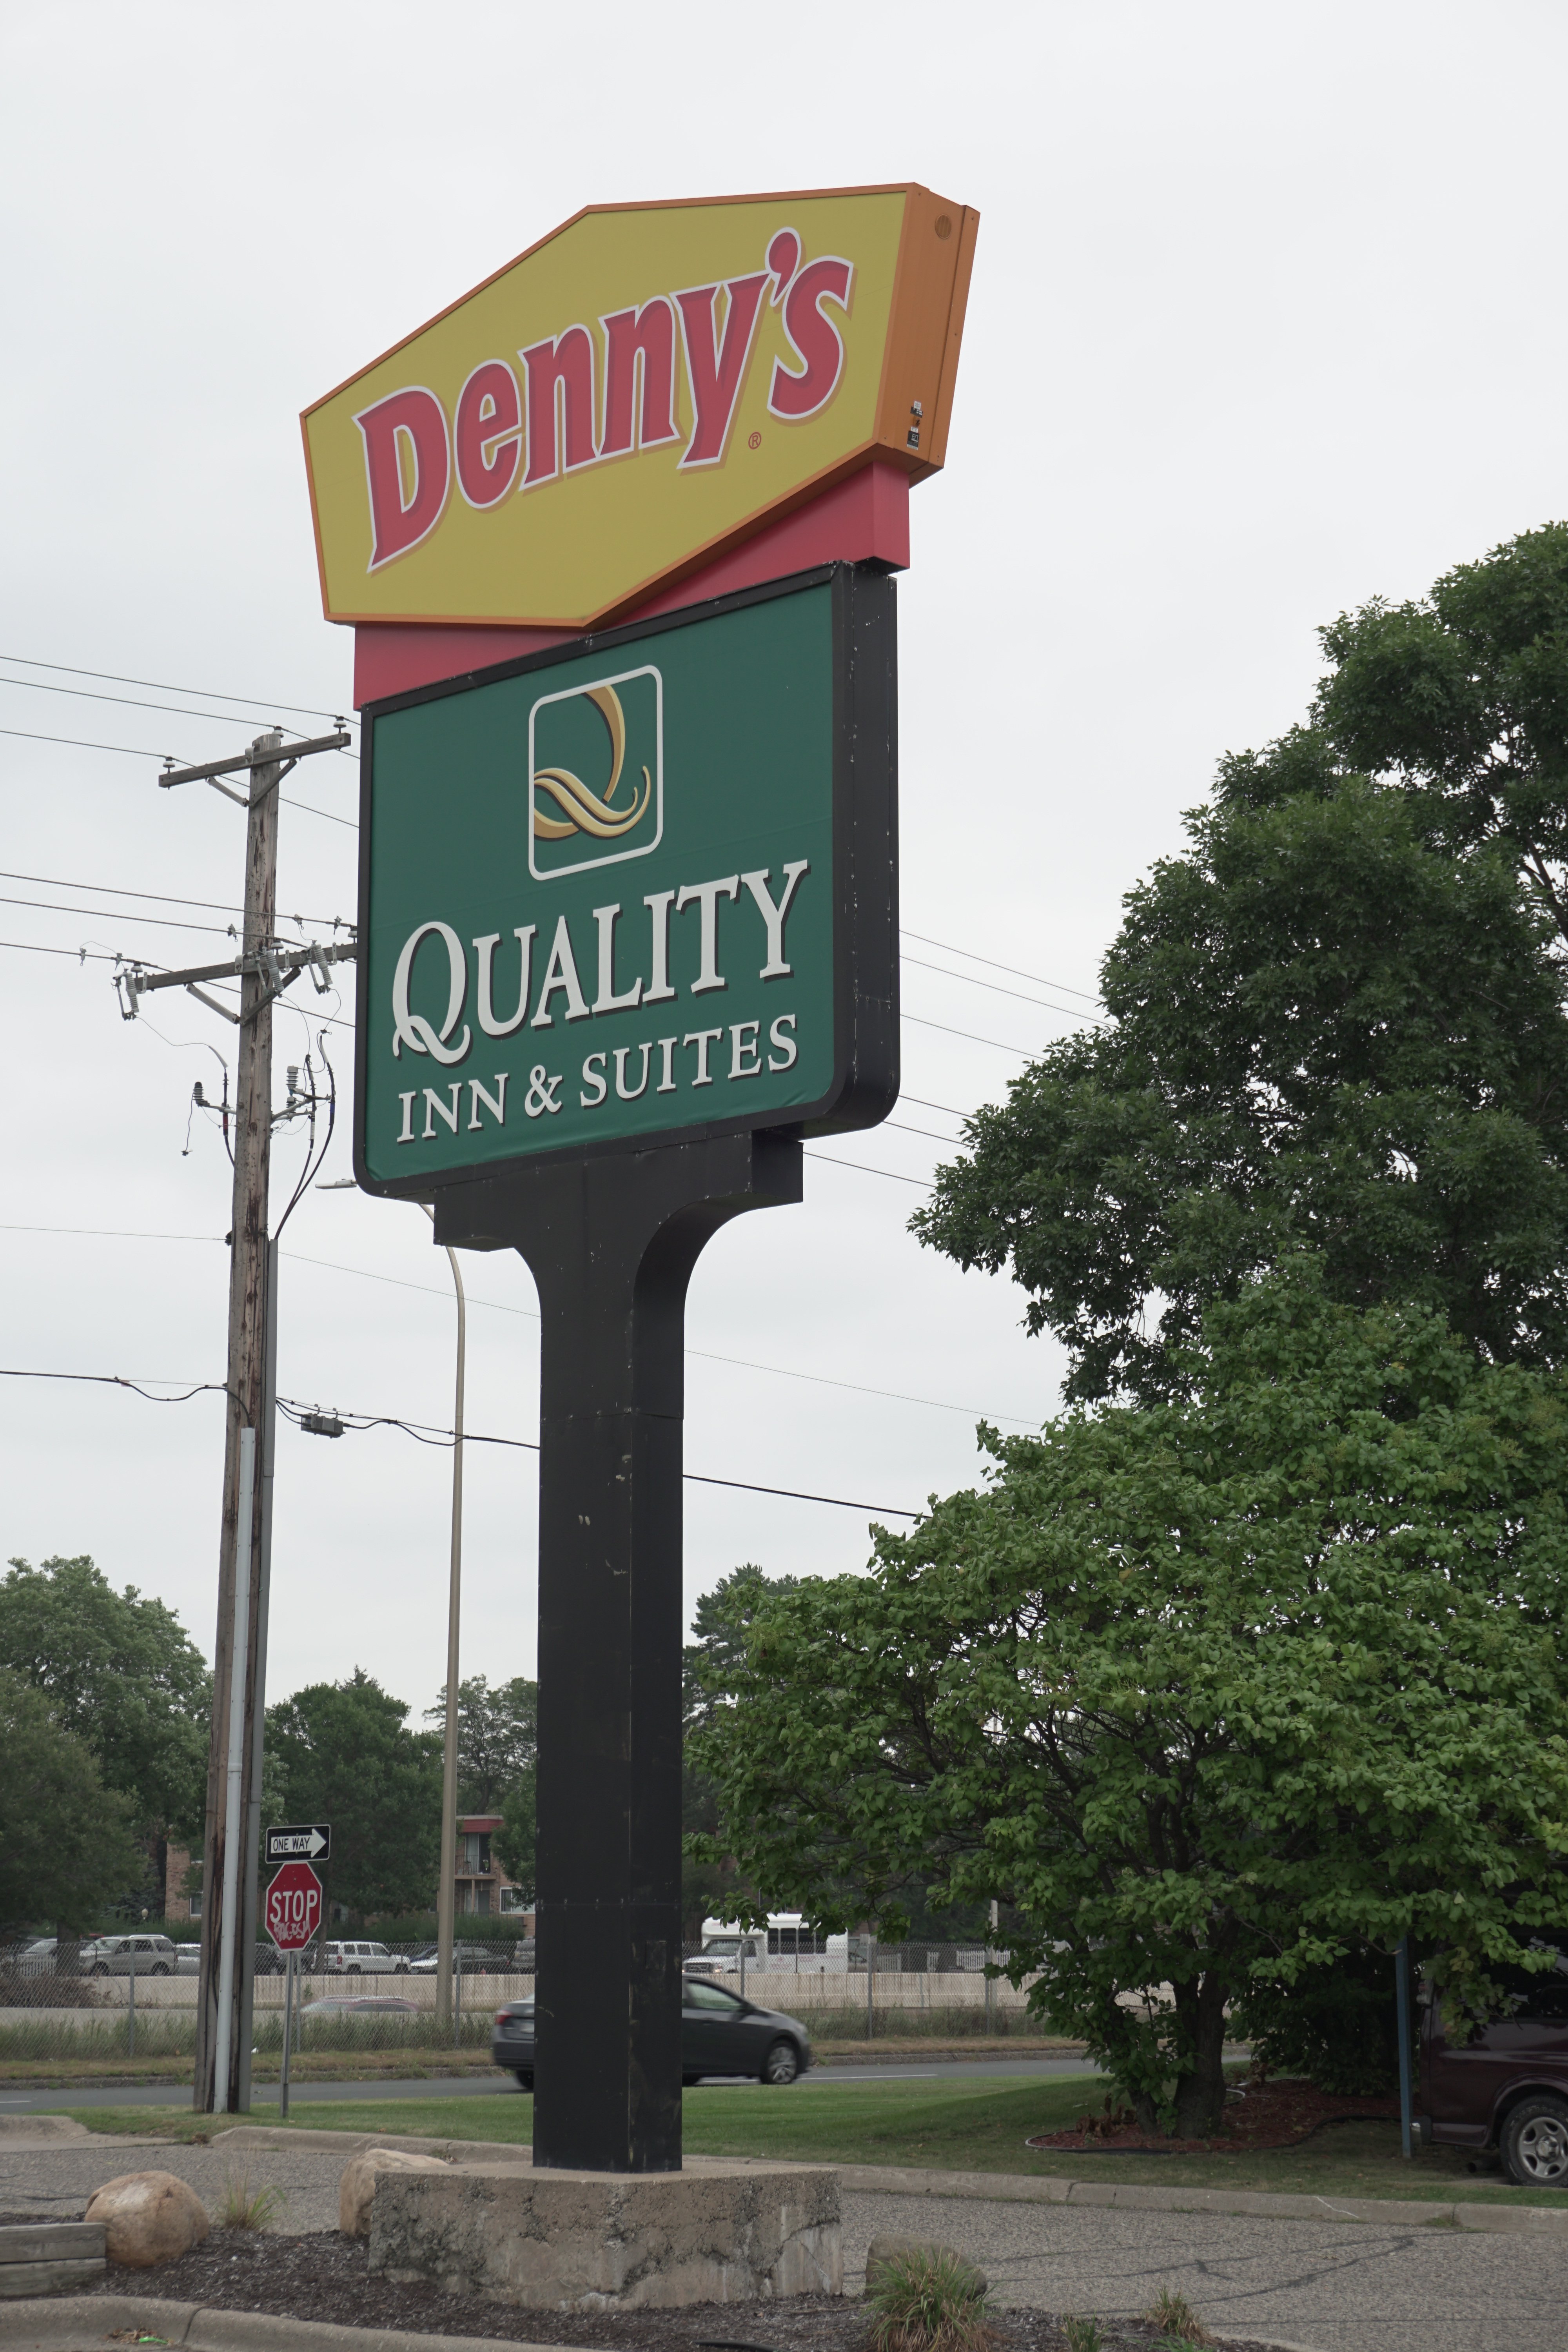 Denny's
®
QUALITY
INN & SUITES
ONE WAY
STOP